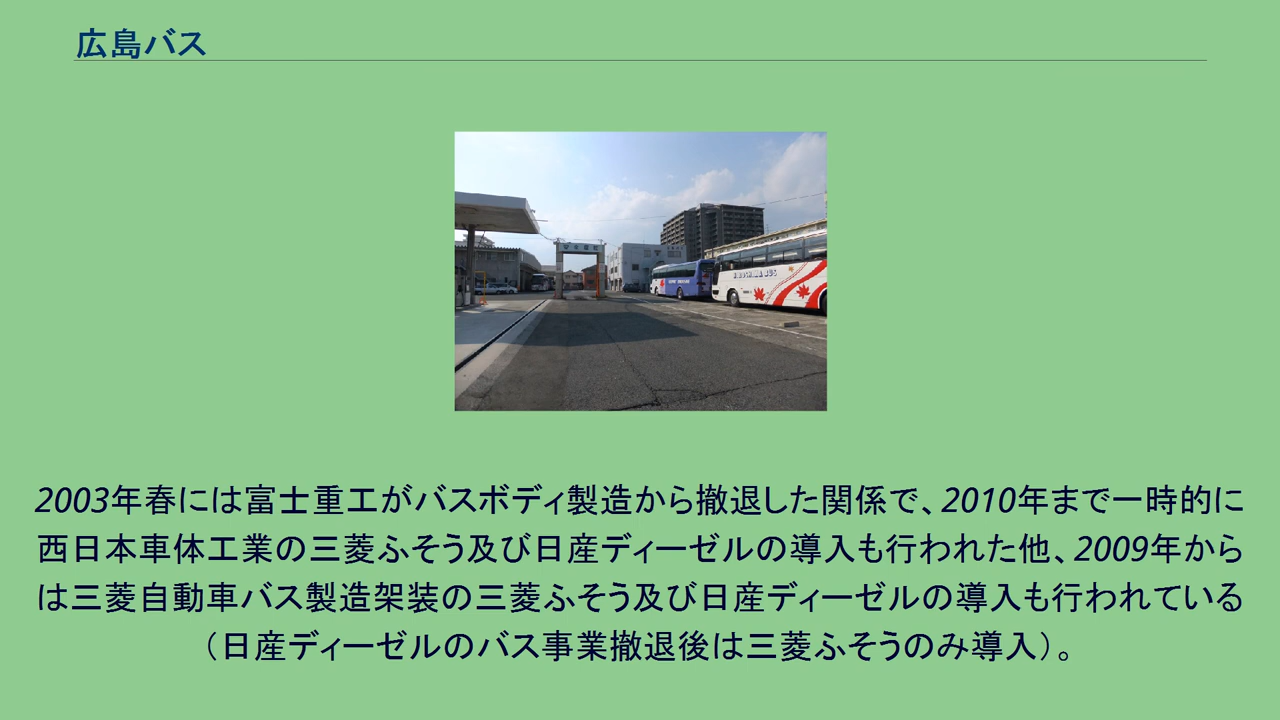 広島バス
HIROSHIMA BUS
2003年春には富士重工がバスボディ製造から撤退した関係で、2010年まで一時的に
西日本車体工業の三菱ふそう及び日産ディーゼルの導入も行われた他、2009年から
は三菱自動車バス製造架装の三菱ふそう及び日産ディーゼルの導入も行われている
（日産ディーゼルのバス事業撤退後は三菱ふそうのみ導入）。